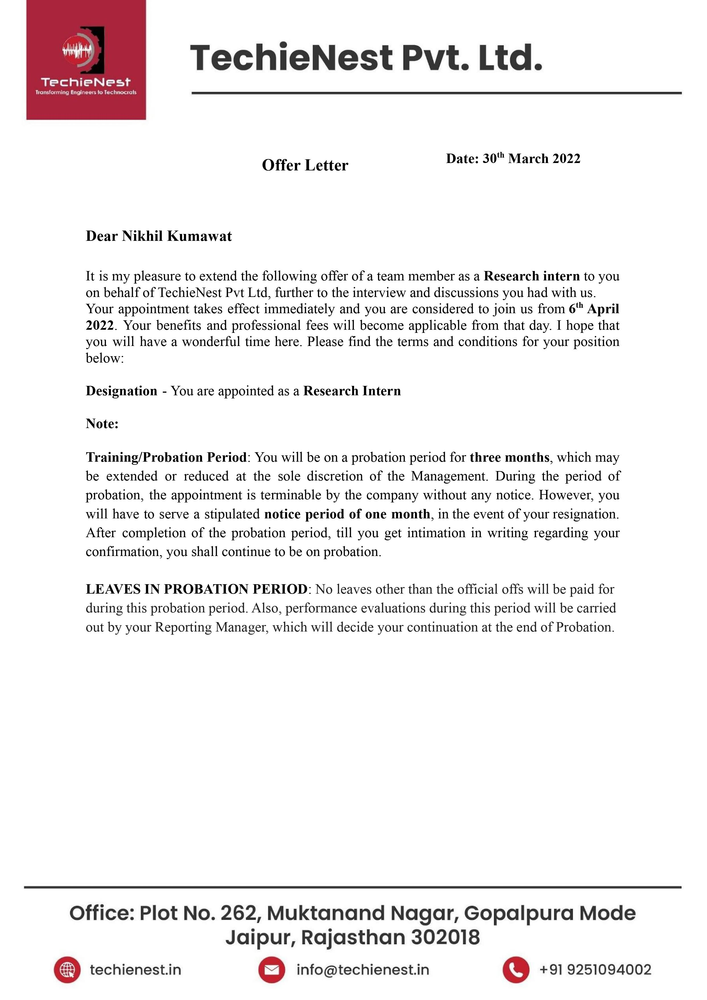 TechieNest
Transforming Engineers to Technocrats
TechieNest Pvt. Ltd.
Date: 30th March 2022
Offer Letter
Dear Nikhil Kumawat
It is my pleasure to extend the following offer of a team member as a Research intern to you
on behalf of TechieNest Pvt Ltd, further to the interview and discussions you had with us.
Your appointment takes effect immediately and you are considered to join us from 6th April
2022. Your benefits and professional fees will become applicable from that day. I hope that
you will have a wonderful time here. Please find the terms and conditions for your position
below:
Designation - You are appointed as a Research Intern
Note:
Training/Probation Period: You will be on a probation period for three months, which may
be extended or reduced at the sole discretion of the Management. During the period of
probation, the appointment is terminable by the company without any notice. However, you
will have to serve a stipulated notice period of one month, in the event of your resignation.
After completion of the probation period, till you get intimation in writing regarding your
confirmation, you shall continue to be on probation.
LEAVES IN PROBATION PERIOD: No leaves other than the official offs will be paid for
during this probation period. Also, performance evaluations during this period will be carried
out by your Reporting Manager, which will decide your continuation at the end of Probation.
Office: Plot No. 262, Muktanand Nagar, Gopalpura Mode
Jaipur, Rajasthan 302018
techienest.in info@techienest.in +91 9251094002